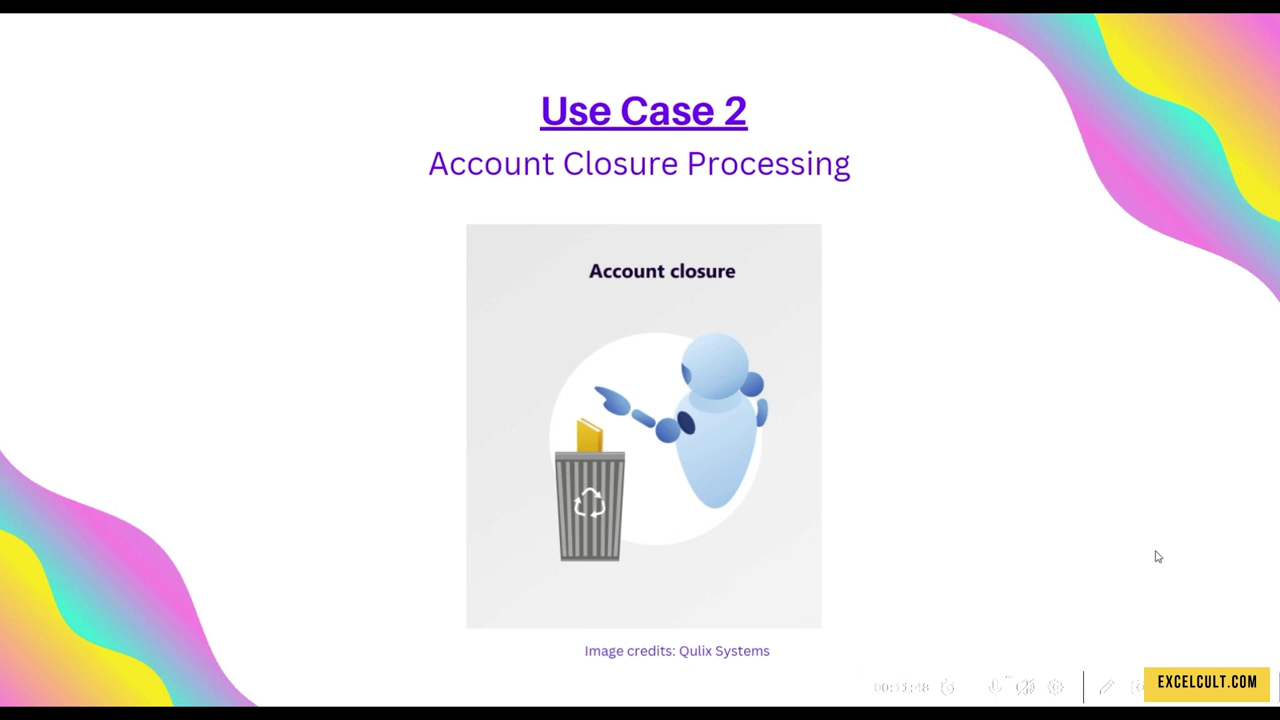 Use Case 2
Account Closure Processing
Account closure
Image credits: Qulix Systems
EXCELCULT.COM